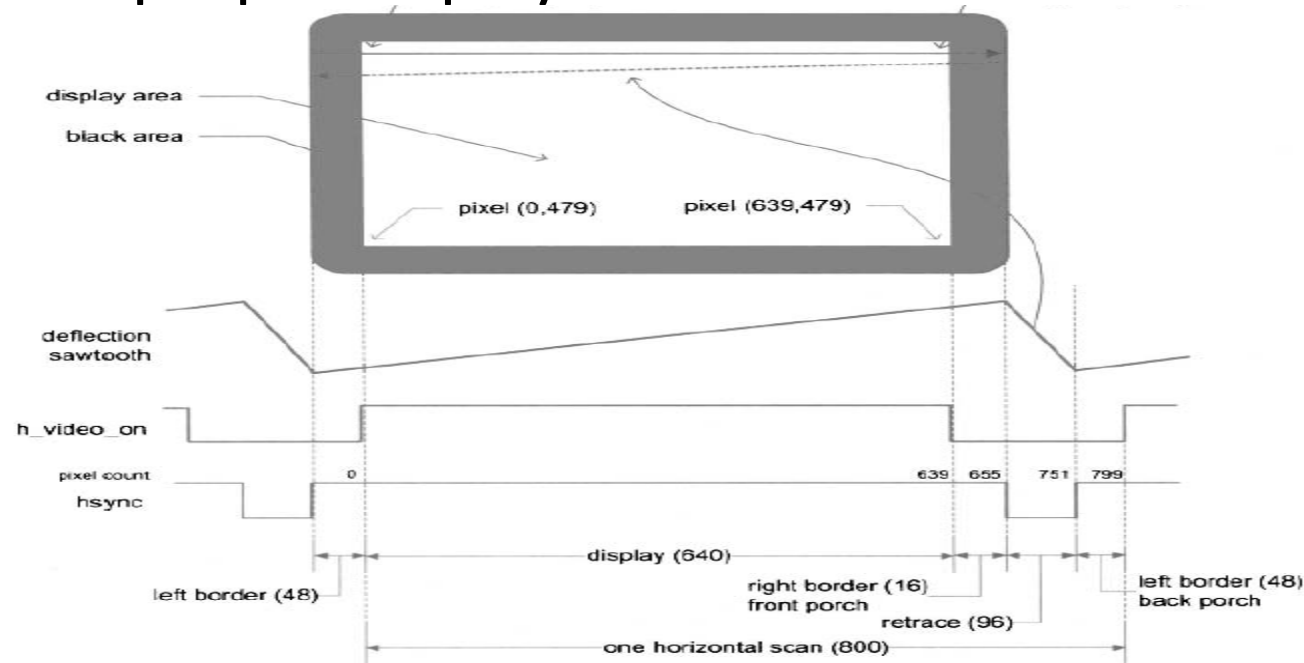 display area
black area
pixel (0,479)
pixel (639,479)
deflection
sawtooth
h_video_on
pixel count
0
639
655
751
799
hsync
display (640)
left border (48)
right border (16)
front porch
retrace (96)
left border (48)
back porch
one horizontal scan (800)